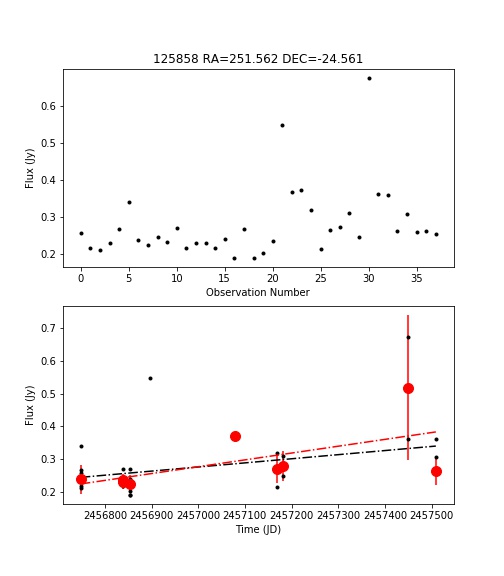 125858 RA=251.562 DEC=-24.561
0.6
0.5
0.4
0.3
0.2
Flux (Jy)
0 5 10 15 20 25 30 35
Observation Number
0.7
0.6
0.5
0.4
0.3
0.2
Flux (Jy)
2456800 2456900 2457000 2457100 2457200 2457300 2457400 2457500
Time (JD)